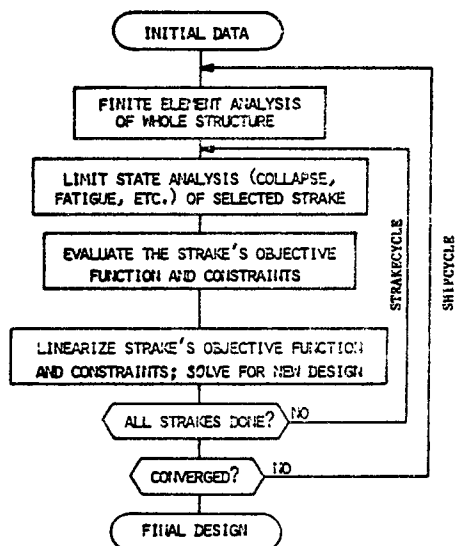 INITIAL DATA
FINITE ELEMENT ANALYSIS
OF WHOLE STRUCTURE
LIMIT STATE ANALYSIS (COLLAPSE,
FATIGUE, ETC.) OF SELECTED STRAKE
EVALUATE THE STRAKE'S OBJECTIVE
FUNCTION AND CONSTRAINTS
LINEARIZE STRAKE'S OBJECTIVE FUNCTION
AND CONSTRAINTS; SOLVE FOR NEW DESIGN
ALL STRAKES DONE?
NO
CONVERGED?
NO
FINAL DESIGN
STRAKECYCLE
SHIPCYCLE